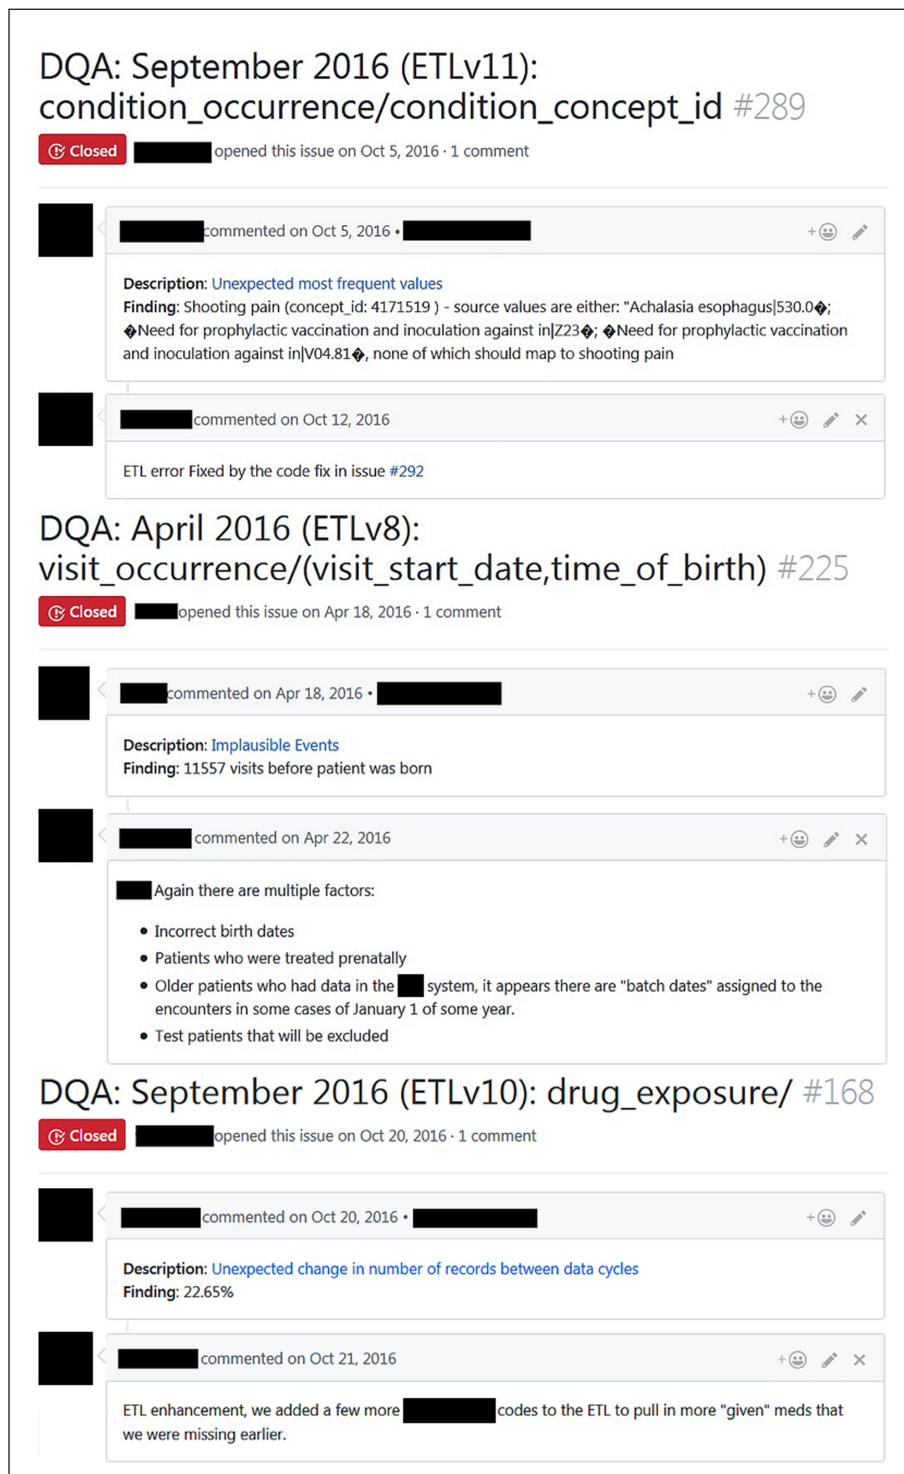 DQA: September 2016 (ETLv11):
condition_occurrence/condition_concept_id #289
Closed opened this issue on Oct 5, 2016 · 1 comment
commented on Oct 5, 2016 •
Description: Unexpected most frequent values
Finding: Shooting pain (concept_id: 4171519 ) - source values are either: "Achalasia esophagus|530.0�;
�Need for prophylactic vaccination and inoculation against in|Z23�; �Need for prophylactic vaccination
and inoculation against in|V04.81�, none of which should map to shooting pain
commented on Oct 12, 2016
ETL error Fixed by the code fix in issue #292
DQA: April 2016 (ETLv8):
visit_occurrence/(visit_start_date,time_of_birth) #225
Closed opened this issue on Apr 18, 2016 · 1 comment
commented on Apr 18, 2016 •
Description: Implausible Events
Finding: 11557 visits before patient was born
commented on Apr 22, 2016
Again there are multiple factors:
• Incorrect birth dates
• Patients who were treated prenatally
• Older patients who had data in the system, it appears there are "batch dates" assigned to the
encounters in some cases of January 1 of some year.
• Test patients that will be excluded
DQA: September 2016 (ETLv10): drug_exposure/ #168
Closed opened this issue on Oct 20, 2016 · 1 comment
commented on Oct 20, 2016 •
Description: Unexpected change in number of records between data cycles
Finding: 22.65%
commented on Oct 21, 2016
ETL enhancement, we added a few more codes to the ETL to pull in more "given" meds that
we were missing earlier.